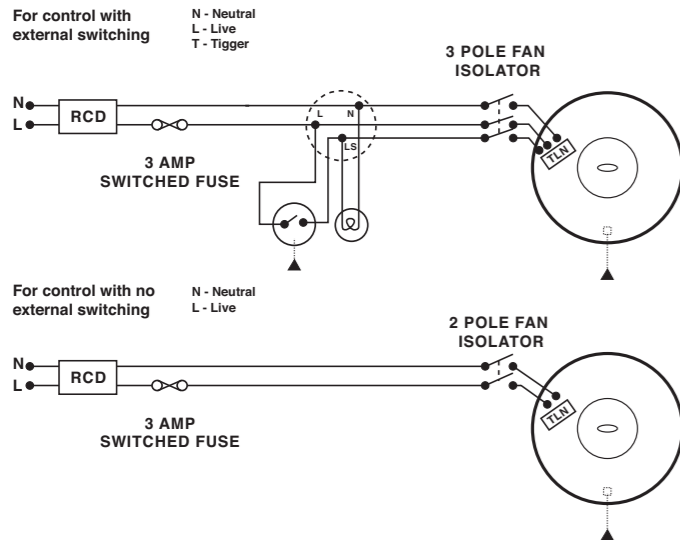 For control with
external switching
N - Neutral
L - Live
T - Tigger
3 POLE FAN
ISOLATOR
N
L
RCD
L
N
LS
TLN
3 AMP
SWITCHED FUSE
For control with no
external switching
N - Neutral
L - Live
2 POLE FAN
ISOLATOR
N
L
RCD
TLN
3 AMP
SWITCHED FUSE